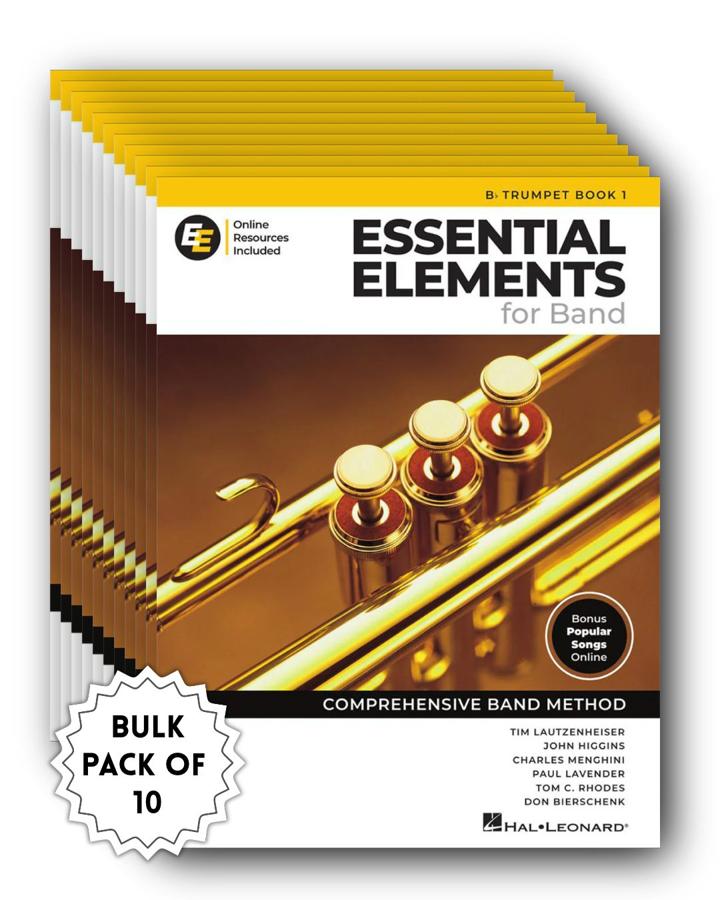 B♭ TRUMPET BOOK 1
EE
Online
Resources
Included
ESSENTIAL
ELEMENTS
for Band
Bonus
Popular
Songs
Online
COMPREHENSIVE BAND METHOD
TIM LAUTZENHEISER
JOHN HIGGINS
CHARLES MENGHINI
PAUL LAVENDER
TOM C. RHODES
DON BIERSCHENK
HAL•LEONARD®
BULK
PACK OF
10